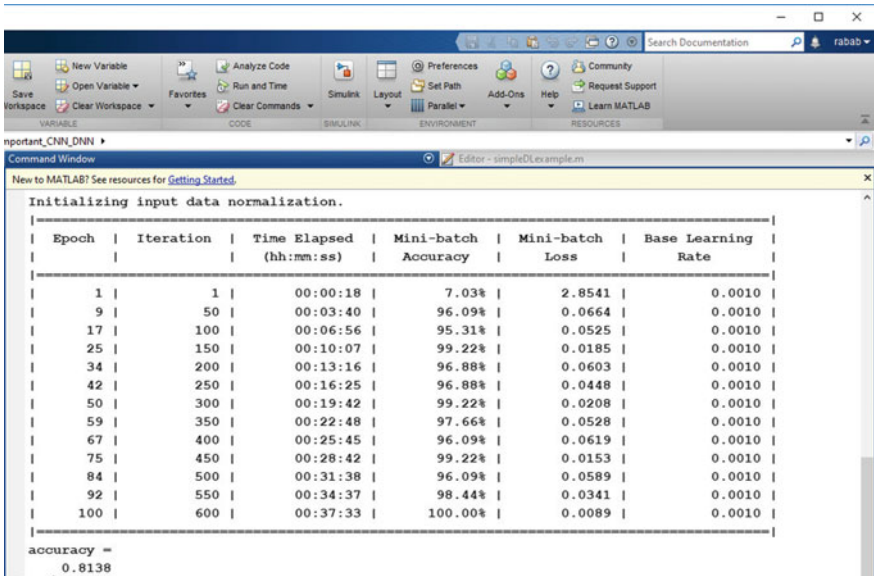 Search Documentation rabab
New Variable Analyze Code Preferences Community
Open Variable Run and Time Set Path Request Support
Save Favorites Simulink Layout Add-Ons Help
Workspace Clear Workspace Clear Commands Parallel Learn MATLAB
VARIABLE CODE SIMULINK ENVIRONMENT RESOURCES
mportant_CNN_DNN
Command Window Editor - simpleDLexample.m
New to MATLAB? See resources for Getting Started.
Initializing input data normalization.
|==========================================================================|
| Epoch | Iteration | Time Elapsed | Mini-batch | Mini-batch | Base Learning |
| | | (hh:mm:ss) | Accuracy | Loss | Rate |
|==========================================================================|
| 1 | 1 | 00:00:18 | 7.03% | 2.8541 | 0.0010 |
| 9 | 50 | 00:03:40 | 96.09% | 0.0664 | 0.0010 |
| 17 | 100 | 00:06:56 | 95.31% | 0.0525 | 0.0010 |
| 25 | 150 | 00:10:07 | 99.22% | 0.0185 | 0.0010 |
| 34 | 200 | 00:13:16 | 96.88% | 0.0603 | 0.0010 |
| 42 | 250 | 00:16:25 | 96.88% | 0.0448 | 0.0010 |
| 50 | 300 | 00:19:42 | 99.22% | 0.0208 | 0.0010 |
| 59 | 350 | 00:22:48 | 97.66% | 0.0528 | 0.0010 |
| 67 | 400 | 00:25:45 | 96.09% | 0.0619 | 0.0010 |
| 75 | 450 | 00:28:42 | 99.22% | 0.0153 | 0.0010 |
| 84 | 500 | 00:31:38 | 96.09% | 0.0589 | 0.0010 |
| 92 | 550 | 00:34:37 | 98.44% | 0.0341 | 0.0010 |
| 100 | 600 | 00:37:33 | 100.00% | 0.0089 | 0.0010 |
|==========================================================================|
accuracy =
0.8138